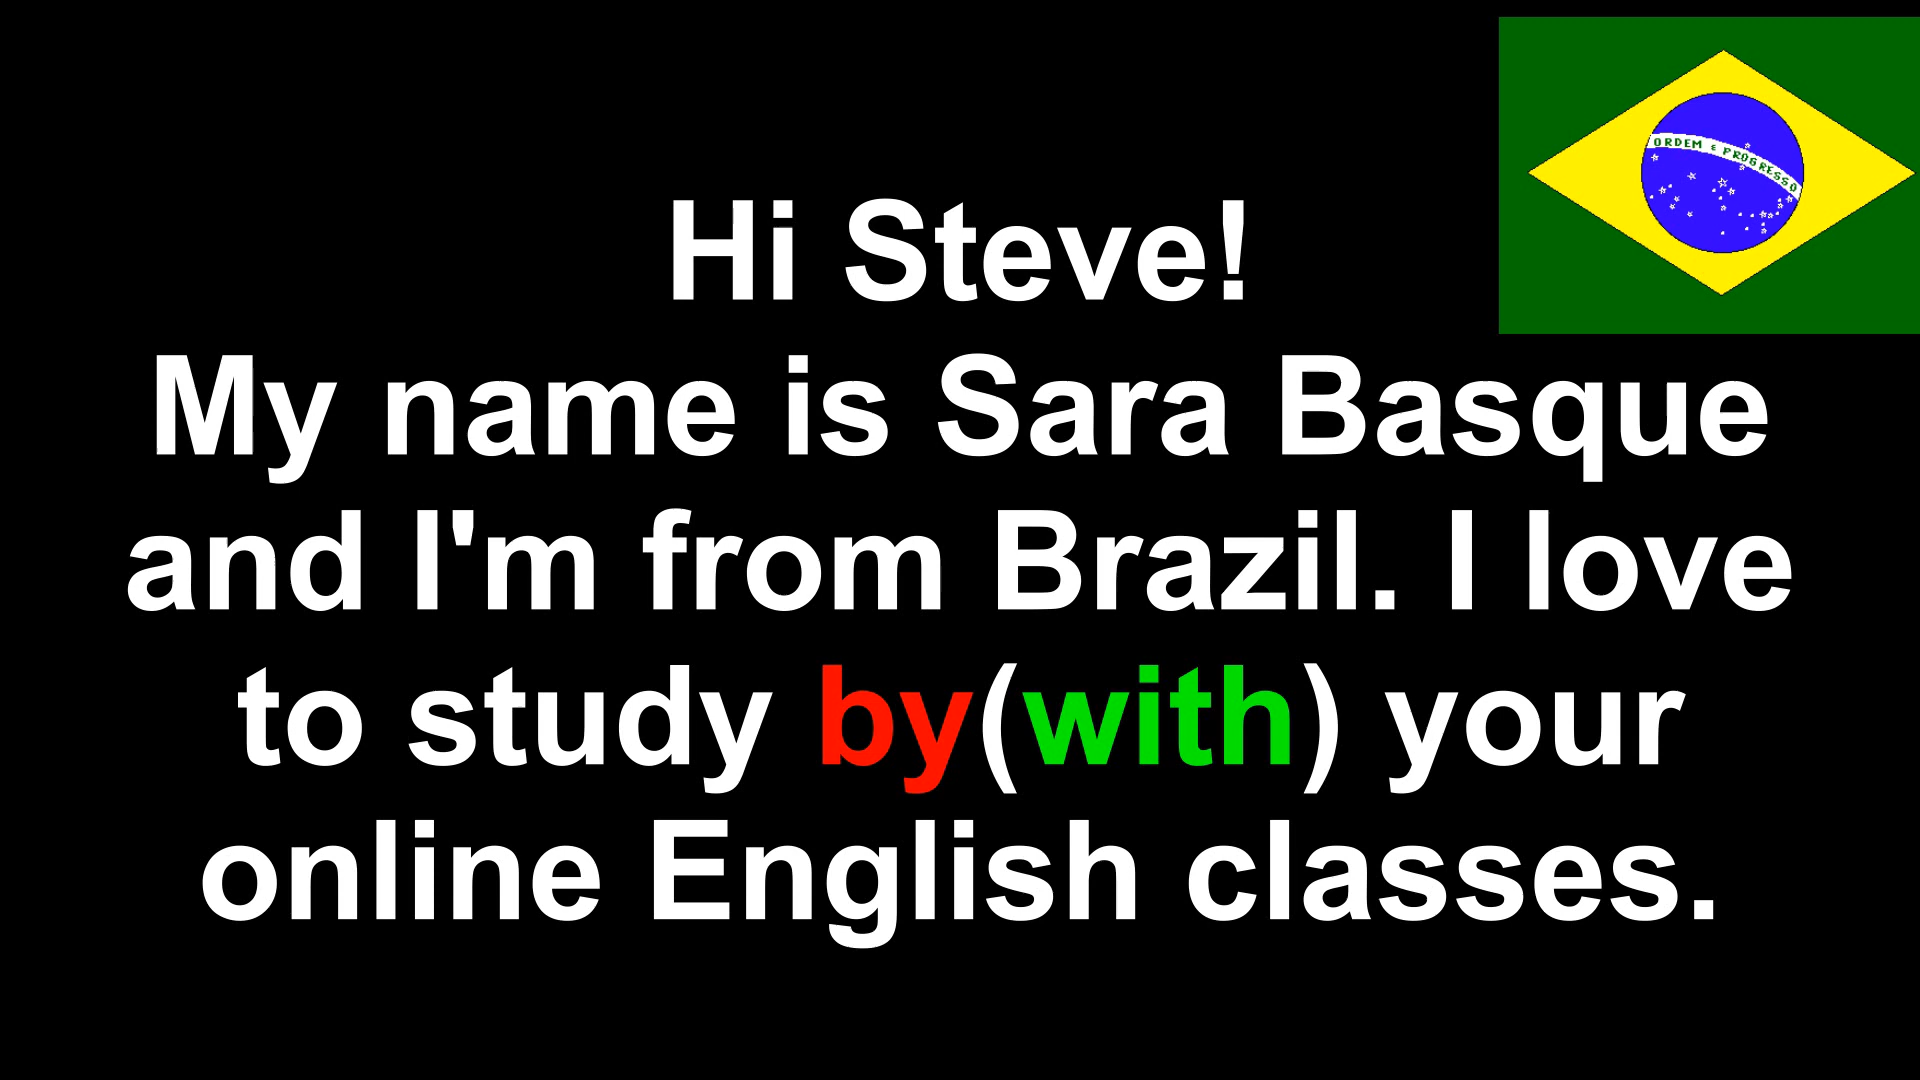 ORDEM E PROGRESSO
Hi Steve!
My name is Sara Basque
and I'm from Brazil. I love
to study by(with) your
online English classes.